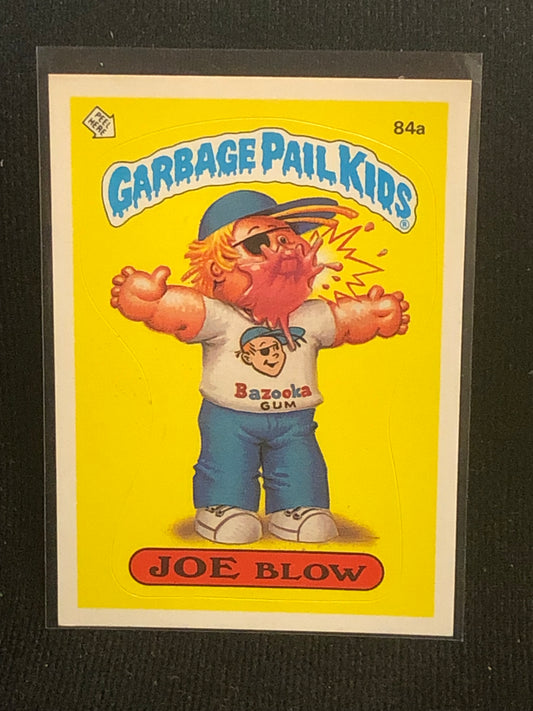 PEEL
HERE
84a
GARBAGE PAIL KIDS
®
Bazooka
GUM
JOE BLOW